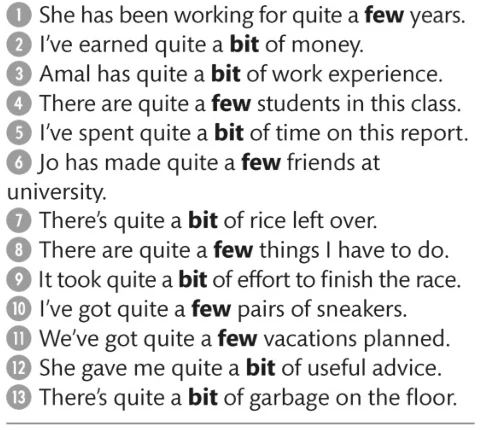 1 She has been working for quite a few years.
2 I've earned quite a bit of money.
3 Amal has quite a bit of work experience.
4 There are quite a few students in this class.
5 I've spent quite a bit of time on this report.
6 Jo has made quite a few friends at
university.
7 There's quite a bit of rice left over.
8 There are quite a few things I have to do.
9 It took quite a bit of effort to finish the race.
10 I've got quite a few pairs of sneakers.
11 We've got quite a few vacations planned.
12 She gave me quite a bit of useful advice.
13 There's quite a bit of garbage on the floor.